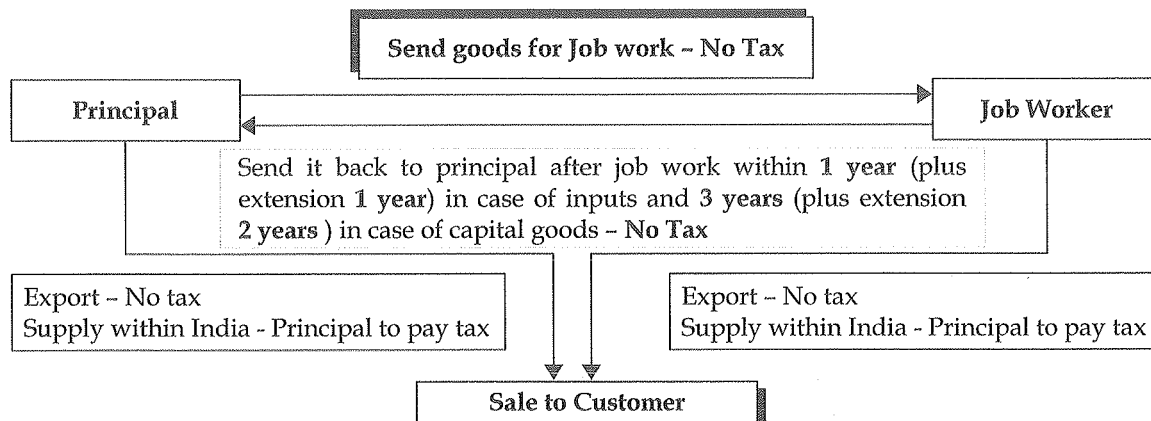 Send goods for Job work – No Tax
Principal
Job Worker
Send it back to principal after job work within 1 year (plus
extension 1 year) in case of inputs and 3 years (plus extension
2 years ) in case of capital goods – No Tax
Export – No tax
Supply within India - Principal to pay tax
Export – No tax
Supply within India - Principal to pay tax
Sale to Customer